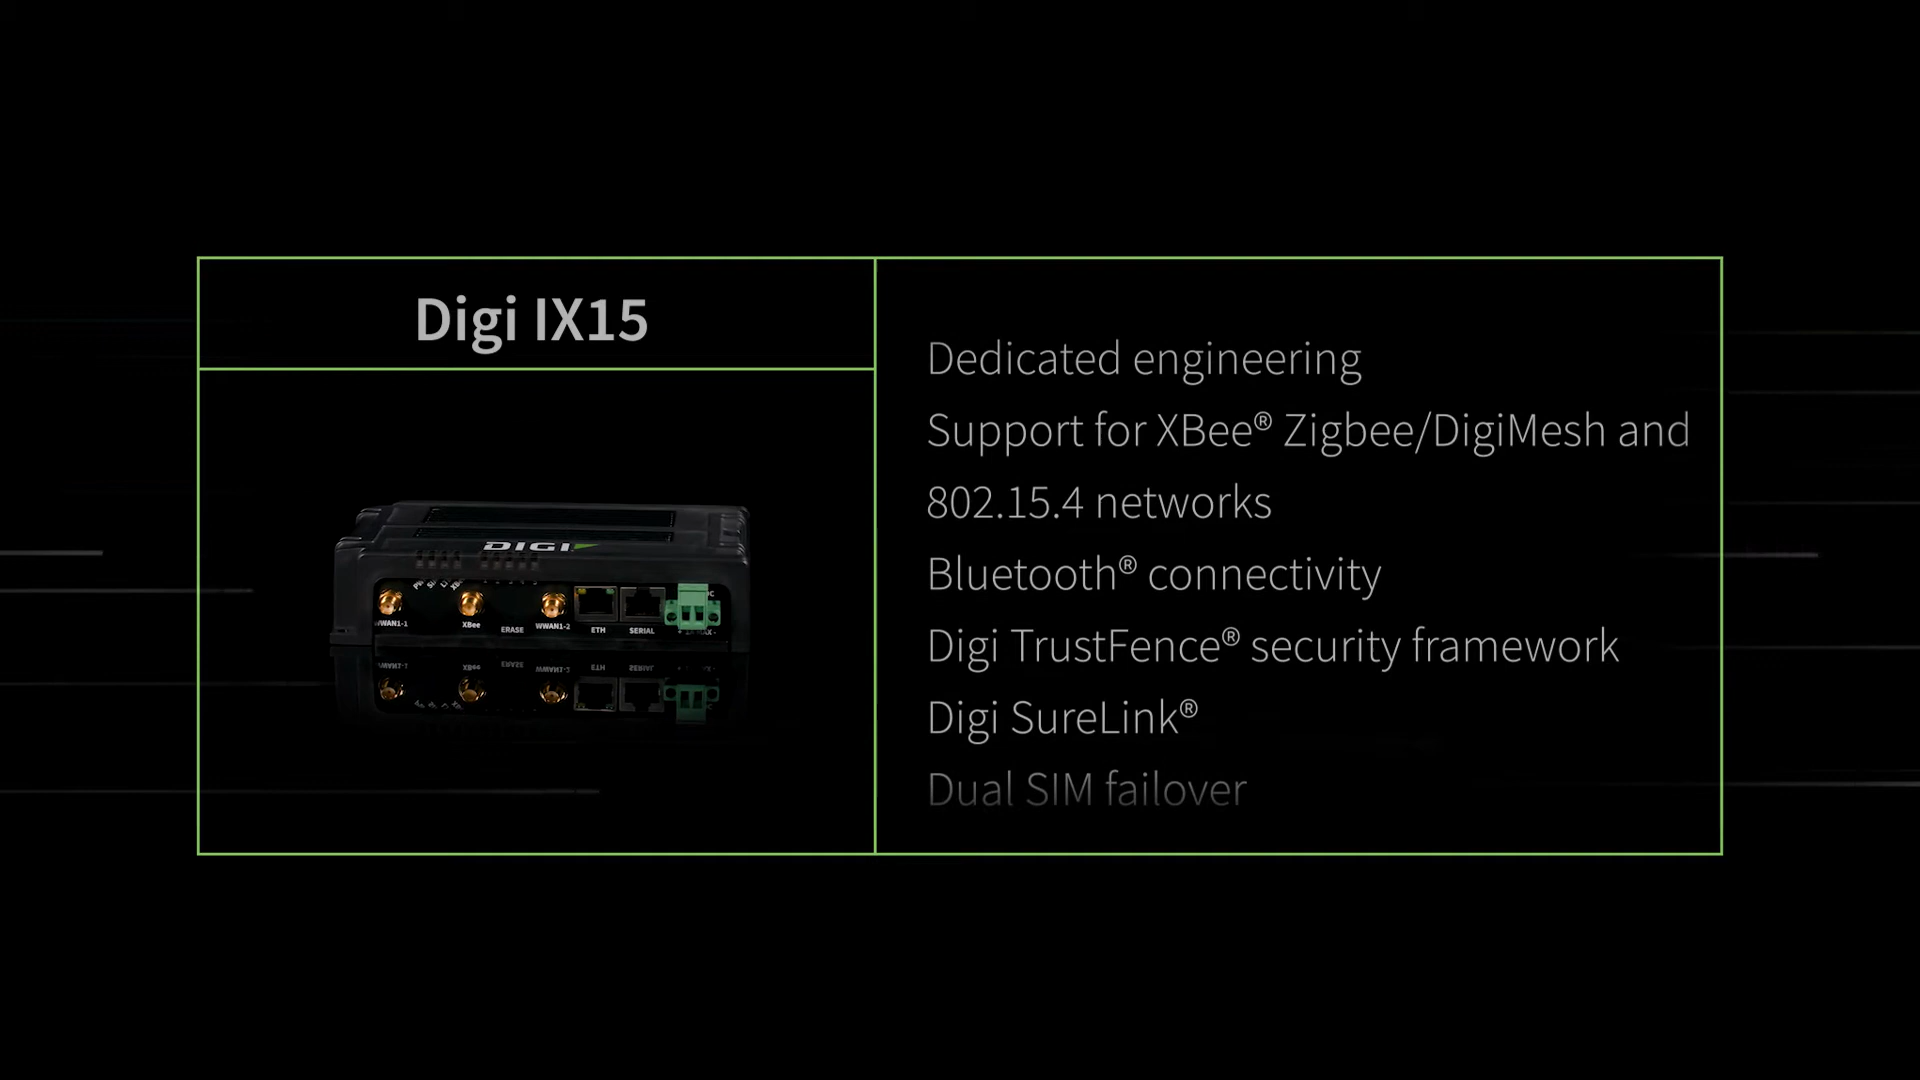 Digi IX15
Dedicated engineering
Support for XBee® Zigbee/DigiMesh and
802.15.4 networks
Bluetooth® connectivity
Digi TrustFence® security framework
Digi SureLink®
Dual SIM failover
DIGI
WWAN1-1
XBee
ERASE
WWAN1-2
ETH
SERIAL